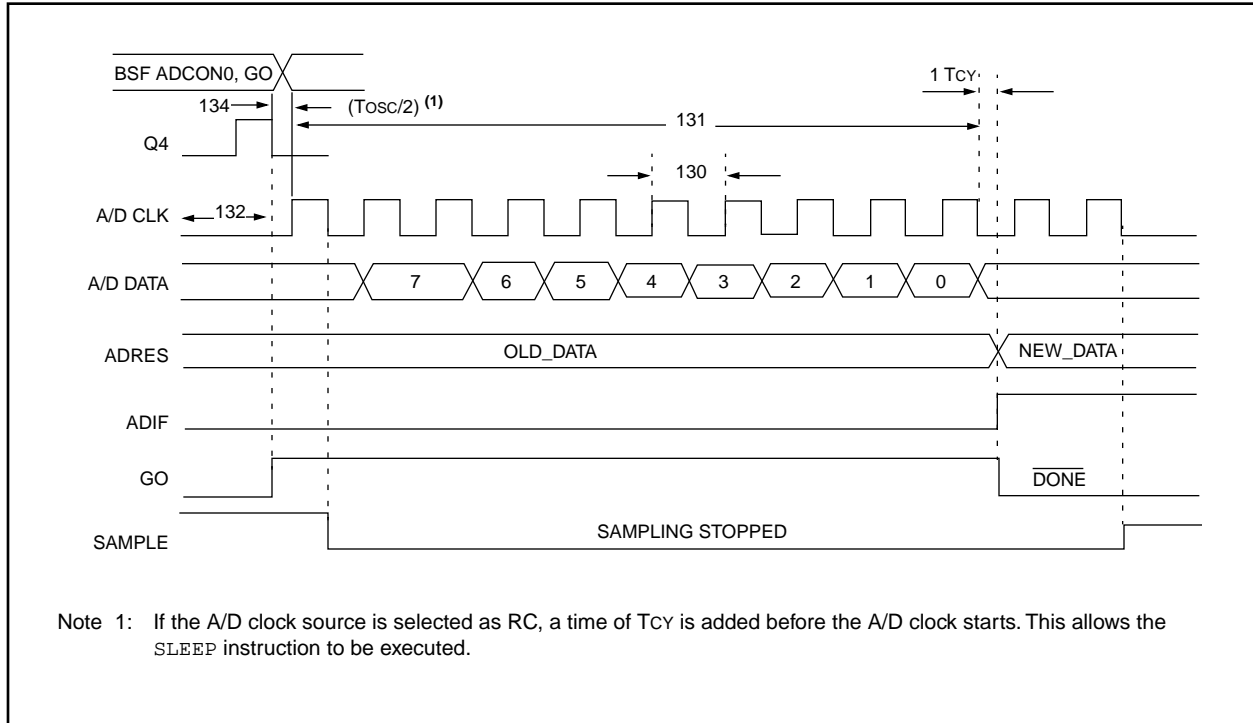 BSF ADCON0, GO
1 TCY
134
(TOSC/2) (1)
131
Q4
130
A/D CLK
132
A/D DATA
7 6 5 4 3 2 1 0
ADRES
OLD_DATA
NEW_DATA
ADIF
GO
DONE
SAMPLE
SAMPLING STOPPED
Note 1: If the A/D clock source is selected as RC, a time of TCY is added before the A/D clock starts. This allows the
SLEEP instruction to be executed.